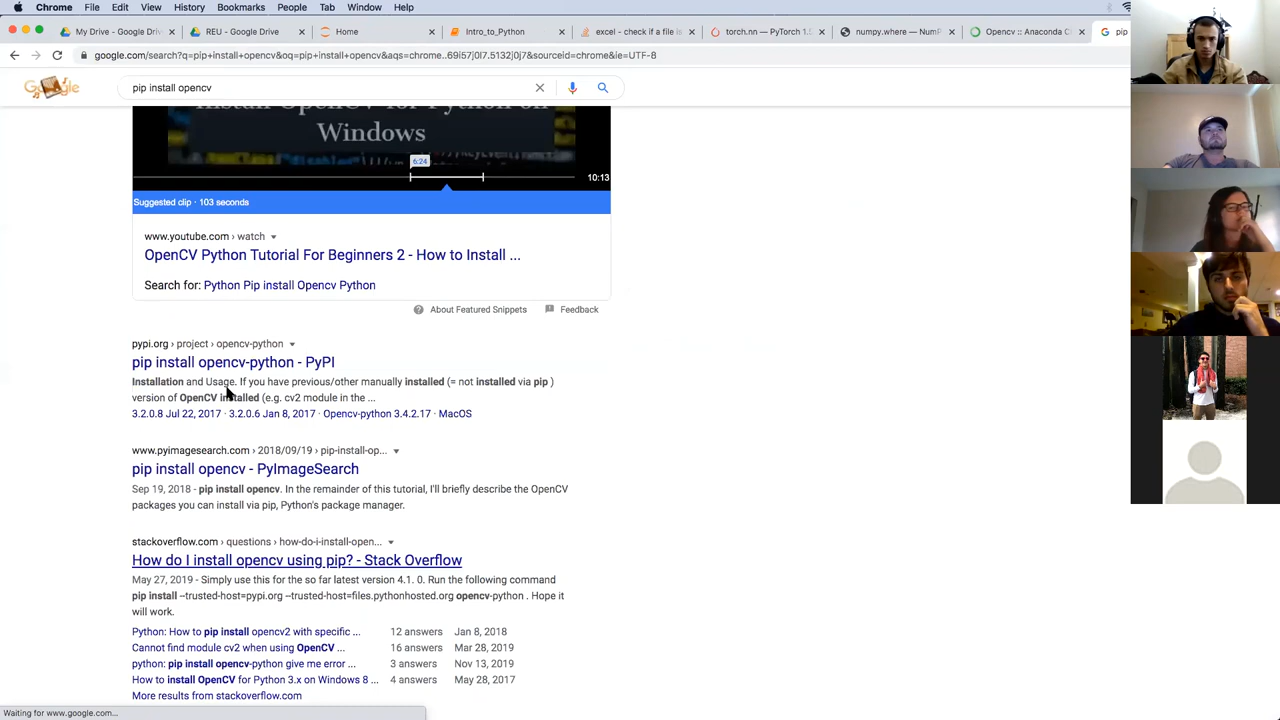 Chrome File Edit View History Bookmarks People Tab Window Help
My Drive - Google Driv REU - Google Drive Home Intro_to_Python excel - check if a file is torch.nn — PyTorch 1.5 numpy.where — NumP Opencv :: Anaconda C pip
google.com/search?q=pip+install+opencv&oq=pip+install+opencv&aqs=chrome..69i57j0l7.5132j0j7&sourceid=chrome&ie=UTF-8
Google pip install opencv
Install OpenCV for Python on
Windows
6:24
10:13
Suggested clip · 103 seconds
www.youtube.com › watch
OpenCV Python Tutorial For Beginners 2 - How to Install ...
Search for: Python Pip install Opencv Python
About Featured Snippets Feedback
pypi.org › project › opencv-python
pip install opencv-python - PyPI
Installation and Usage. If you have previous/other manually installed (= not installed via pip )
version of OpenCV installed (e.g. cv2 module in the ...
3.2.0.8 Jul 22, 2017 · 3.2.0.6 Jan 8, 2017 · Opencv-python 3.4.2.17 · MacOS
www.pyimagesearch.com › 2018/09/19 › pip-install-op...
pip install opencv - PyImageSearch
Sep 19, 2018 - pip install opencv. In the remainder of this tutorial, I'll briefly describe the OpenCV
packages you can install via pip, Python's package manager.
stackoverflow.com › questions › how-do-i-install-open...
How do I install opencv using pip? - Stack Overflow
May 27, 2019 - Simply use this for the so far latest version 4.1. 0. Run the following command
pip install --trusted-host=pypi.org --trusted-host=files.pythonhosted.org opencv-python . Hope it
will work.
Python: How to pip install opencv2 with specific ... 12 answers Jan 8, 2018
Cannot find module cv2 when using OpenCV ... 16 answers Mar 28, 2019
python: pip install opencv-python give me error ... 3 answers Nov 13, 2019
How to install OpenCV for Python 3.x on Windows 8 ... 4 answers May 28, 2017
More results from stackoverflow.com
Waiting for www.google.com...